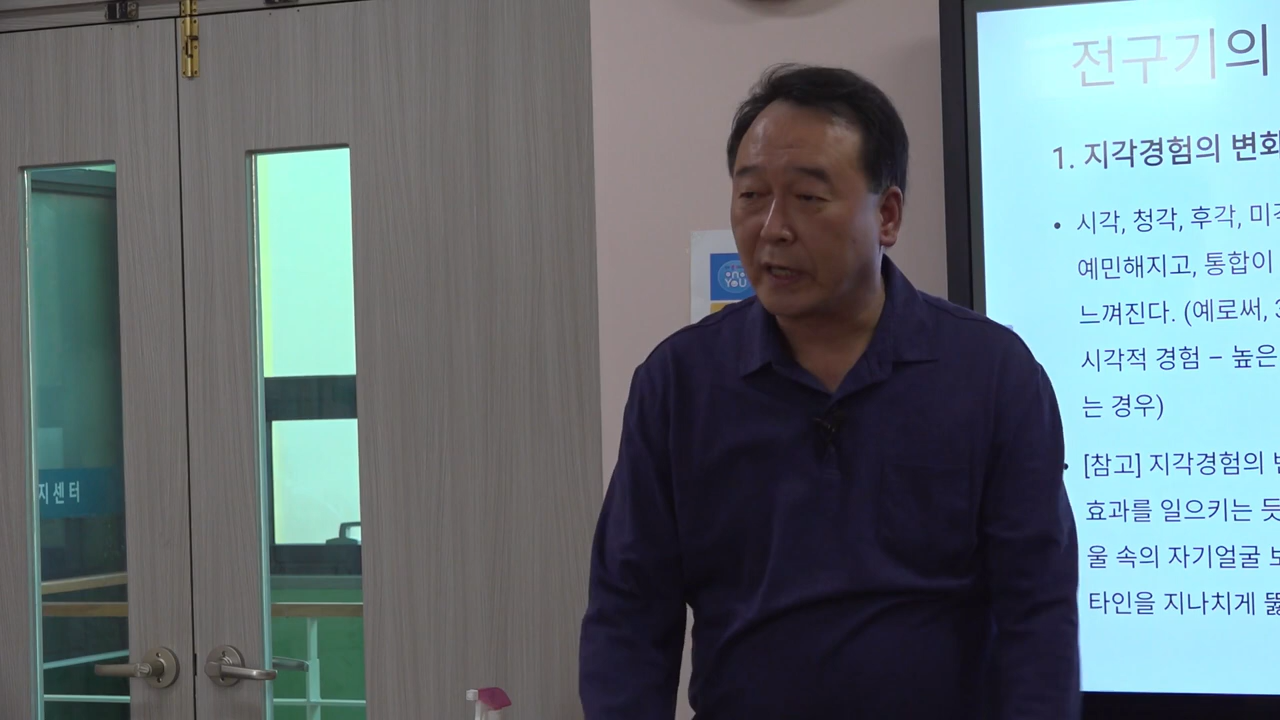 전구기의
1. 지각경험의 변화
• 시각, 청각, 후각, 미각
예민해지고, 통합이
느껴진다. (예로써, 3
시각적 경험 – 높은
는 경우)
• [참고] 지각경험의
효과를 일으키는 듯
울 속의 자기얼굴
타인을 지나치게 뚫
YOU
지센터